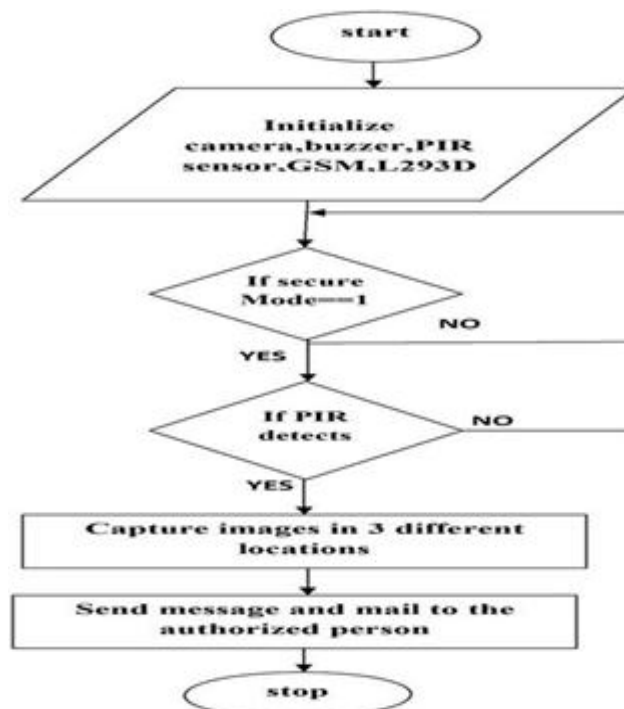 start
Initialize
camera,buzzer,PIR
sensor,GSM,L293D
If secure
Mode==1
NO
YES
If PIR
detects
NO
YES
Capture images in 3 different
locations
Send message and mail to the
authorized person
stop